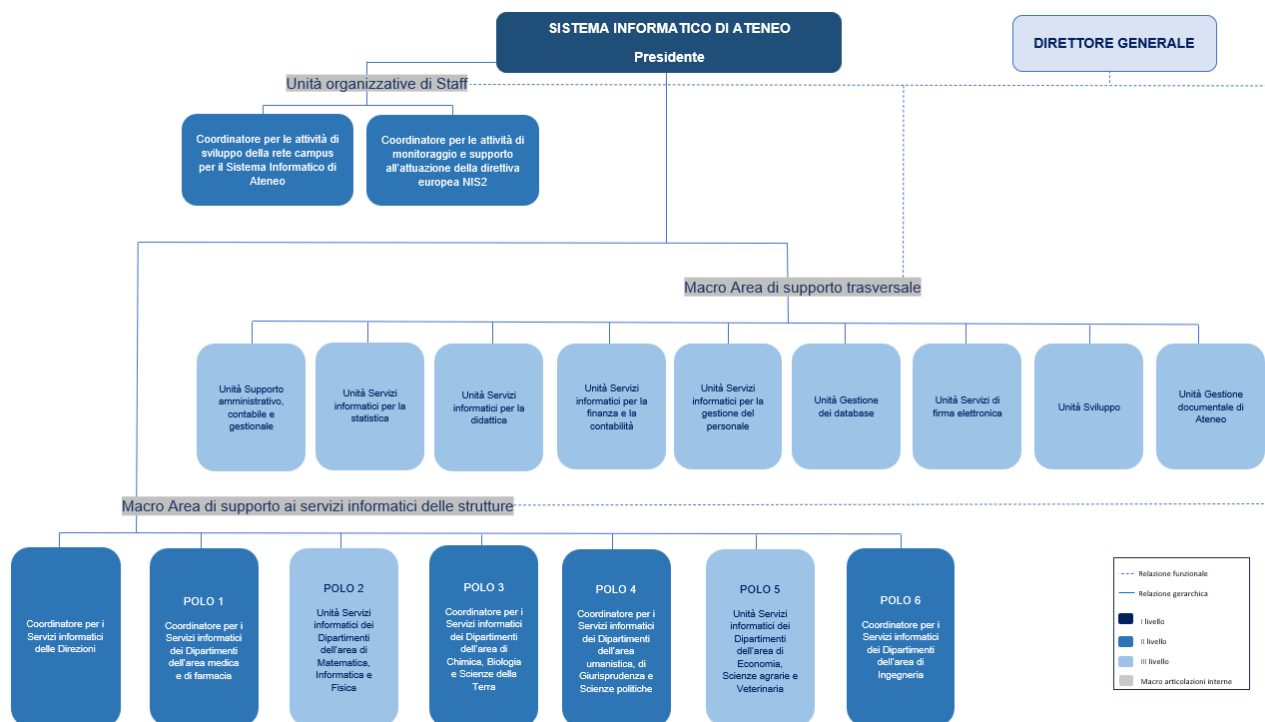 SISTEMA INFORMATICO DI ATENEO
Presidente
DIRETTORE GENERALE
Unità organizzative di Staff
Coordinatore per le attività di
sviluppo della rete campus
per il Sistema Informatico di
Ateneo
Coordinatore per le attività di
monitoraggio e supporto
all'attuazione della direttiva
europea NIS2
Macro Area di supporto trasversale
Unità Supporto
amministrativo,
contabile e
gestionale
Unità Servizi
informatici per la
statistica
Unità Servizi
informatici per la
didattica
Unità Servizi
informatici per la
finanza e la
contabilità
Unità Servizi
informatici per la
gestione del
personale
Unità Gestione
dei database
Unità Servizi di
firma elettronica
Unità Sviluppo
Unità Gestione
documentale di
Ateneo
Macro Area di supporto ai servizi informatici delle strutture
Coordinatore per i
Servizi informatici
delle Direzioni
POLO 1
Coordinatore per i
Servizi informatici
dei Dipartimenti
dell'area medica
e di farmacia
POLO 2
Unità Servizi
informatici dei
Dipartimenti
dell'area di
Matematica,
Informatica e
Fisica
POLO 3
Coordinatore per i
Servizi informatici
dei Dipartimenti
dell'area di
Chimica, Biologia
e Scienze della
Terra
POLO 4
Coordinatore per i
Servizi informatici
dei Dipartimenti
dell'area
umanistica, di
Giurisprudenza e
Scienze politiche
POLO 5
Unità Servizi
informatici dei
Dipartimenti
dell'area di
Economia,
Scienze agrarie e
Veterinaria
POLO 6
Coordinatore per i
Servizi informatici
dei Dipartimenti
dell'area di
Ingegneria
Relazione funzionale
Relazione gerarchica
I livello
II livello
III livello
Macro articolazioni interne